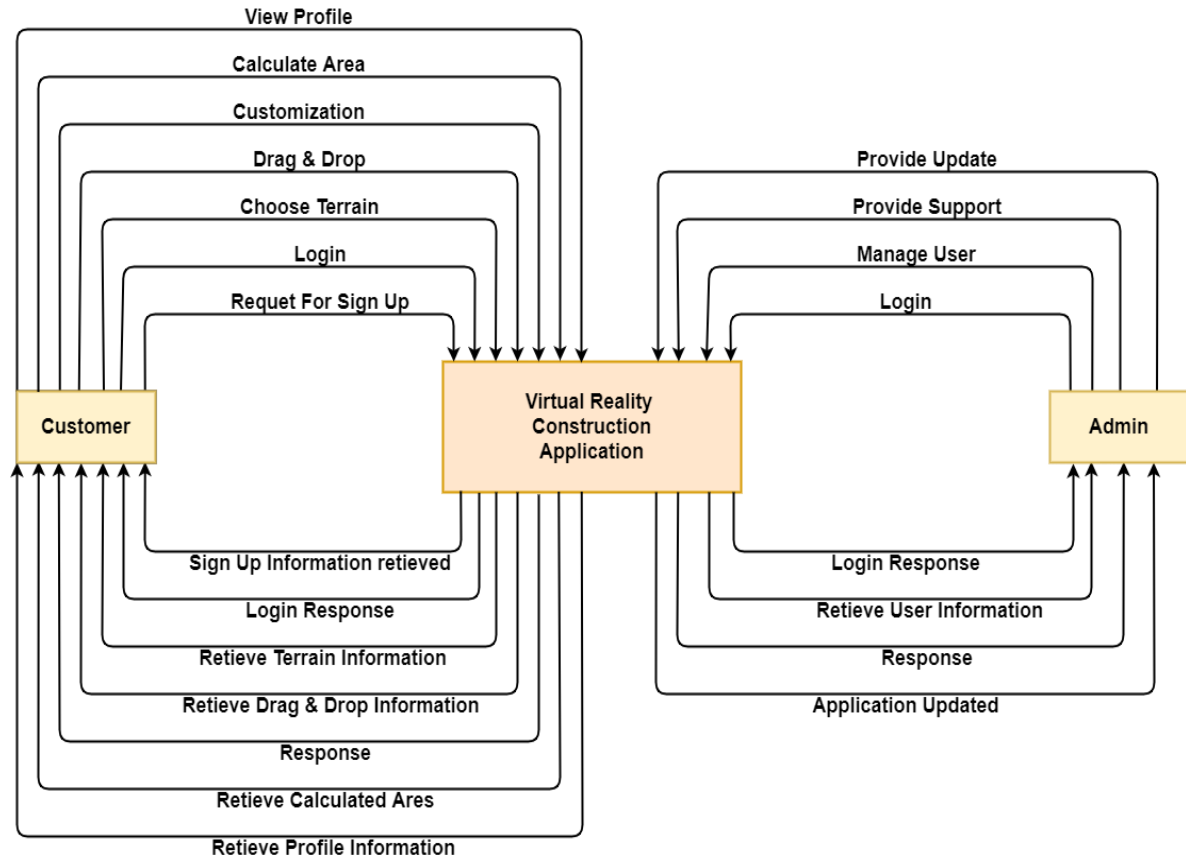 View Profile
Calculate Area
Customization
Drag & Drop
Choose Terrain
Login
Requet For Sign Up
Provide Update
Provide Support
Manage User
Login
Customer
Virtual Reality
Construction
Application
Admin
Sign Up Information retieved
Login Response
Retieve Terrain Information
Retieve Drag & Drop Information
Response
Retieve Calculated Ares
Retieve Profile Information
Login Response
Retieve User Information
Response
Application Updated